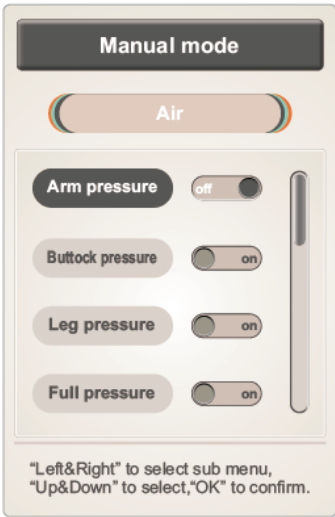 Manual mode
Air
Arm pressure off
Buttock pressure on
Leg pressure on
Full pressure on
“Left&Right” to select sub menu,
“Up&Down” to select,“OK” to confirm.